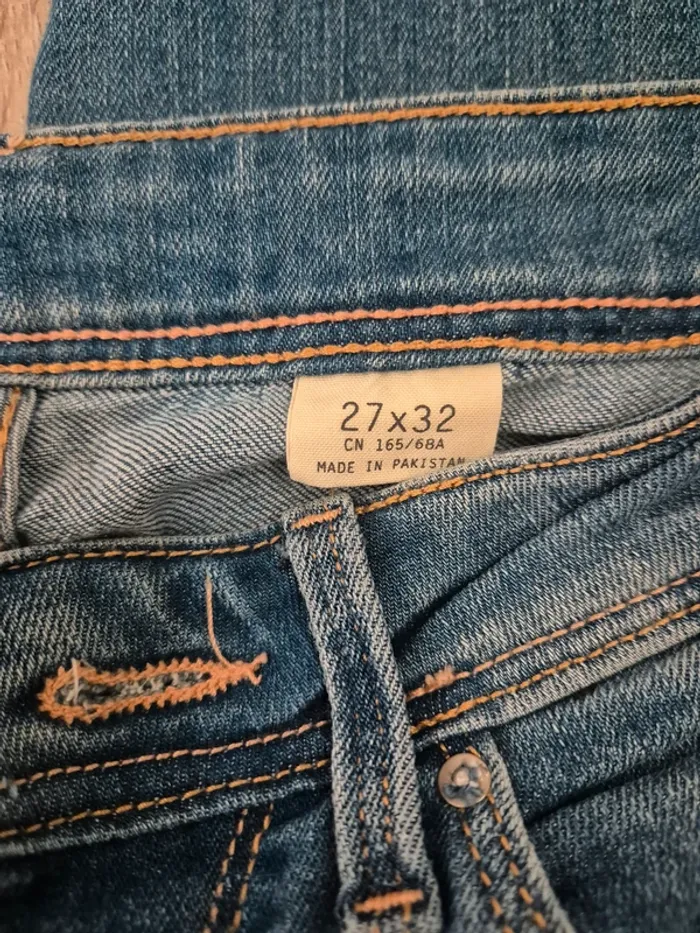 27x32
CN 165/68A
MADE IN PAKISTAN